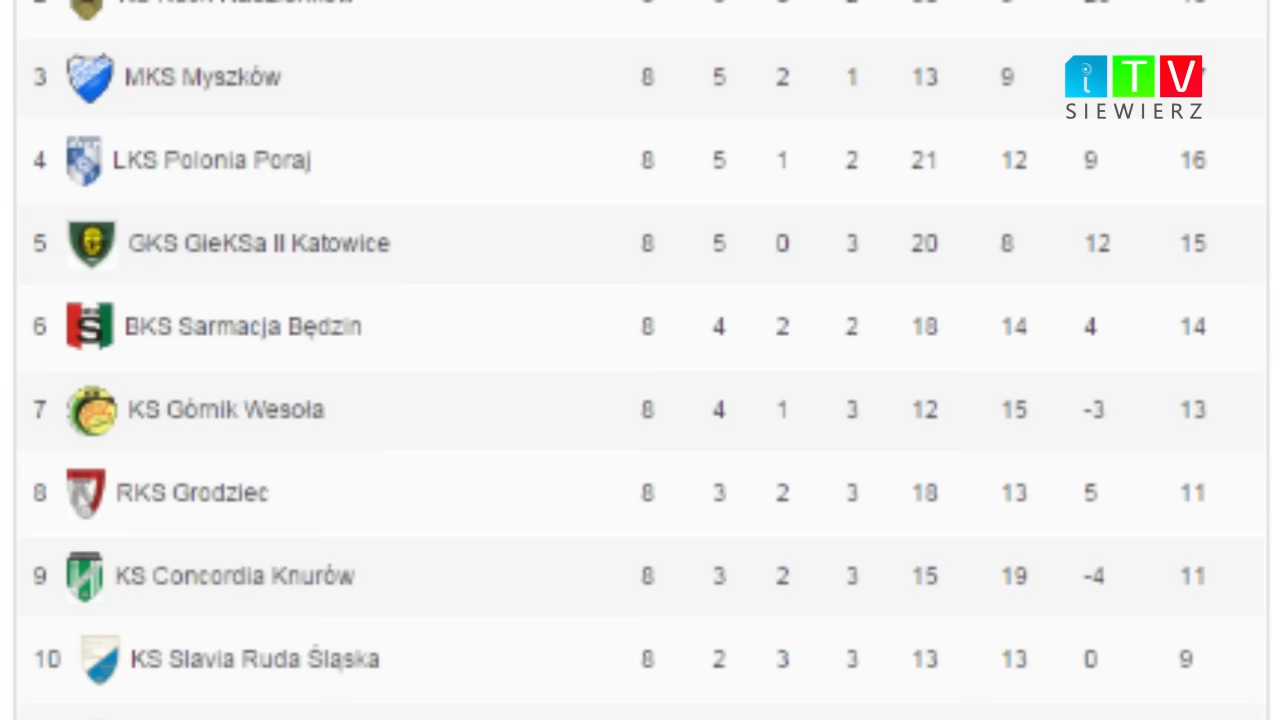 3 MKS Myszków 8 5 2 1 13 9
iTV
SIEWIERZ
4 LKS Polonia Poraj 8 5 1 2 21 12 9 16
5 GKS GieKSa II Katowice 8 5 0 3 20 8 12 15
6 BKS Sarmacja Będzin 8 4 2 2 18 14 4 14
7 KS Górnik Wesoła 8 4 1 3 12 15 -3 13
8 RKS Grodziec 8 3 2 3 18 13 5 11
9 KS Concordia Knurów 8 3 2 3 15 19 -4 11
10 KS Slavia Ruda Śląska 8 2 3 3 13 13 0 9